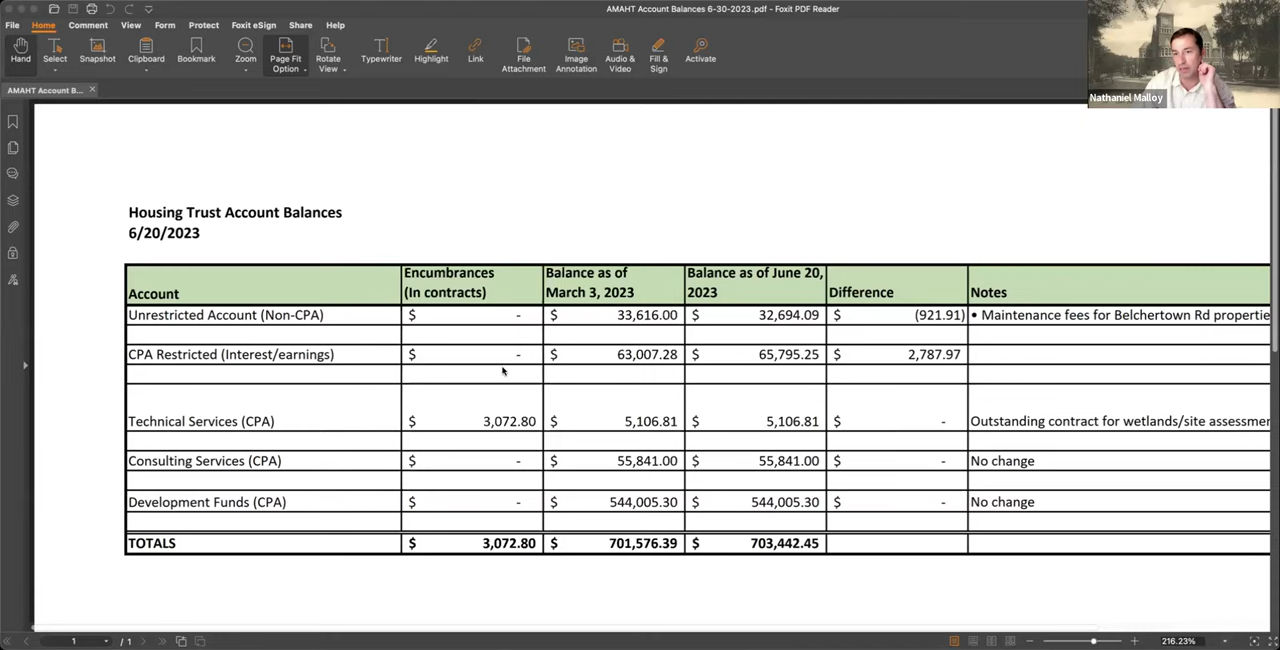 AMAHT Account Balances 6-30-2023.pdf - Foxit PDF Reader
File Home Comment View Form Protect Foxit eSign Share Help
Hand Select Snapshot Clipboard Bookmark Zoom Page Fit Option Rotate View Typewriter Highlight Link File Attachment Image Annotation Audio & Video Fill & Sign Activate
AMAHT Account B...
Nathaniel Malloy
Housing Trust Account Balances
6/20/2023
Account Encumbrances (In contracts) Balance as of March 3, 2023 Balance as of June 20, 2023 Difference Notes
Unrestricted Account (Non-CPA) $ - $ 33,616.00 $ 32,694.09 $ (921.91) • Maintenance fees for Belchertown Rd propertie
CPA Restricted (Interest/earnings) $ - $ 63,007.28 $ 65,795.25 $ 2,787.97
Technical Services (CPA) $ 3,072.80 $ 5,106.81 $ 5,106.81 $ - Outstanding contract for wetlands/site assessmen
Consulting Services (CPA) $ - $ 55,841.00 $ 55,841.00 $ - No change
Development Funds (CPA) $ - $ 544,005.30 $ 544,005.30 $ - No change
TOTALS $ 3,072.80 $ 701,576.39 $ 703,442.45
1 / 1 216.23%